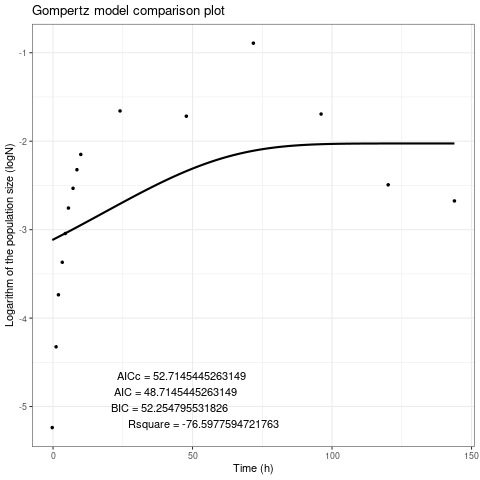 Gompertz model comparison plot
Logarithm of the population size (logN)
-1
-2
-3
-4
-5
AICc = 52.7145445263149
AIC = 48.7145445263149
BIC = 52.254795531826
Rsquare = -76.5977594721763
0
50
100
150
Time (h)